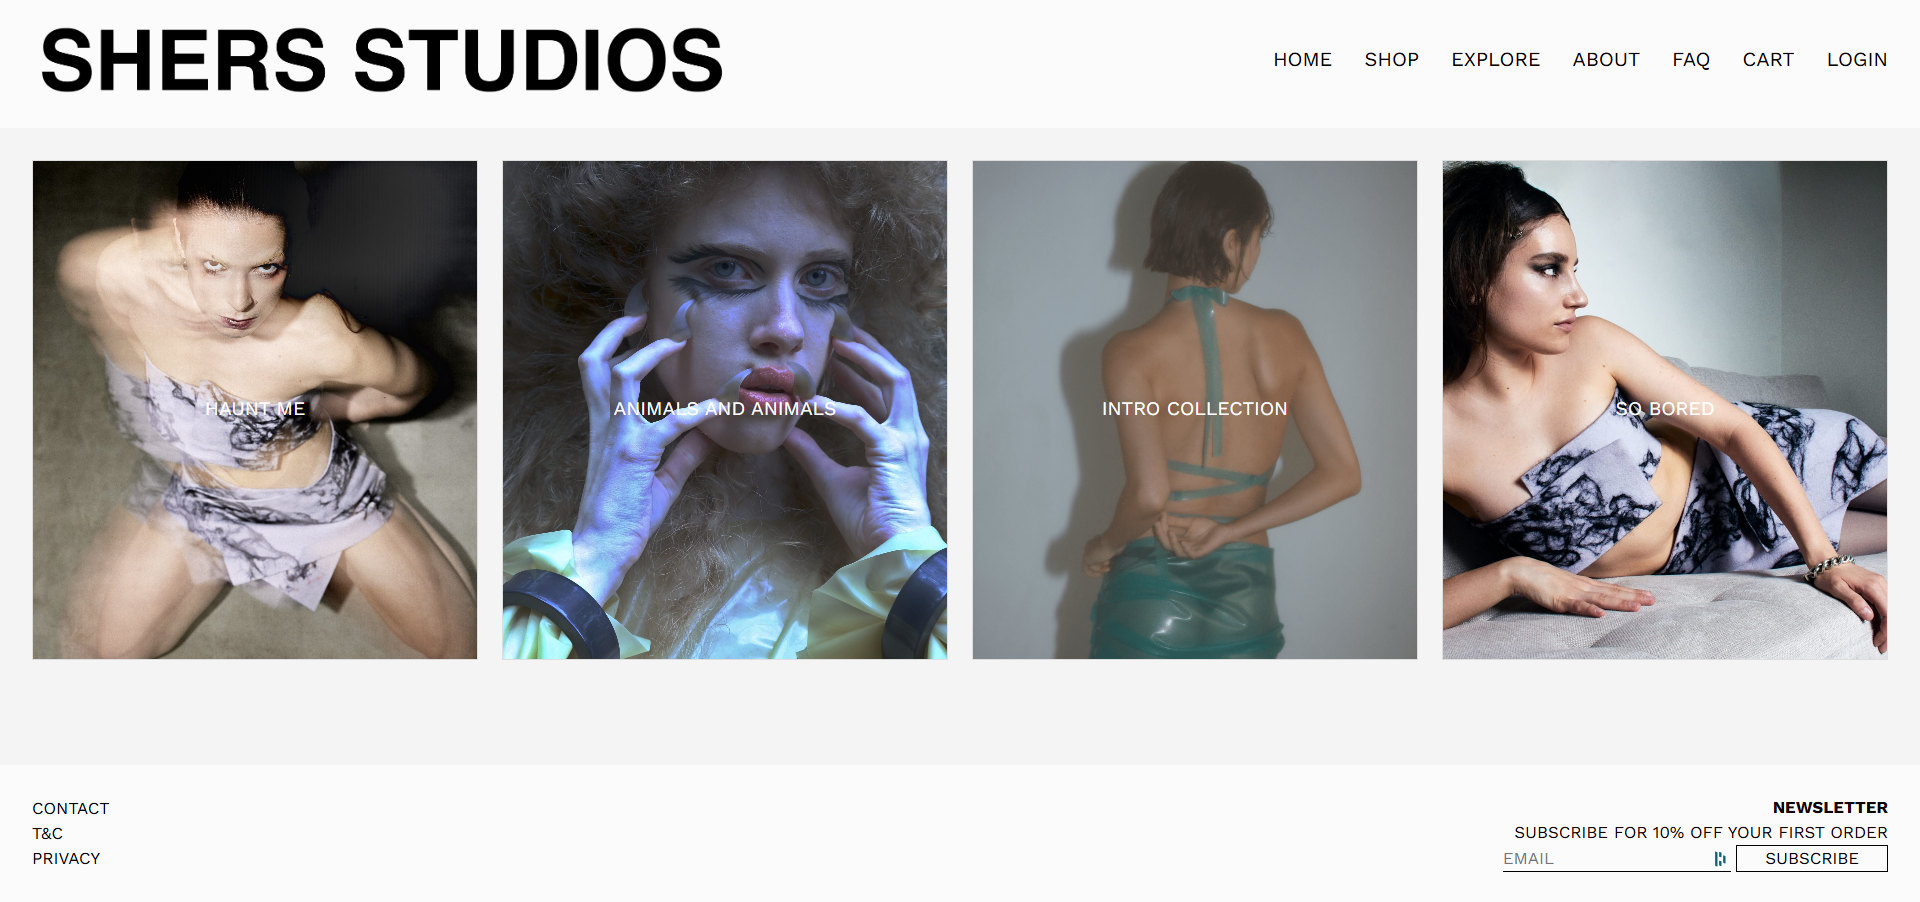 SHERS STUDIOS
HOME SHOP EXPLORE ABOUT FAQ CART LOGIN
HAUNT ME
ANIMALS AND ANIMALS
INTRO COLLECTION
SO BORED
CONTACT
T&C
PRIVACY
NEWSLETTER
SUBSCRIBE FOR 10% OFF YOUR FIRST ORDER
EMAIL
SUBSCRIBE